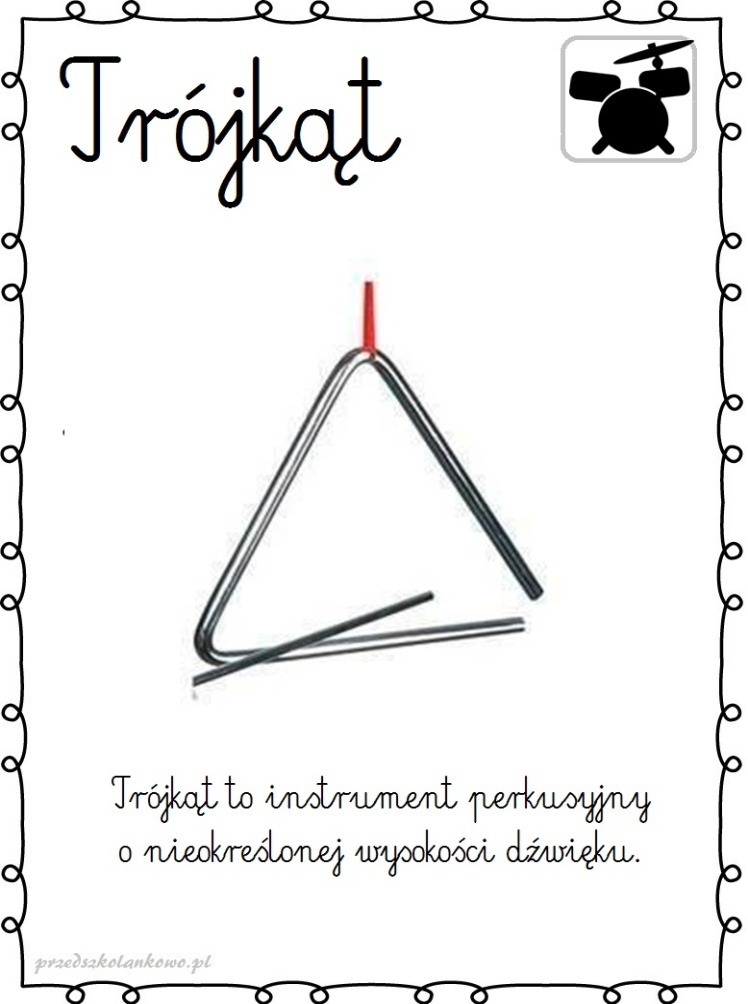 Trójkąt
Trójkąt to instrument perkusyjny
o nieokreślonej wysokości dźwięku.
przedszkolankowo.pl